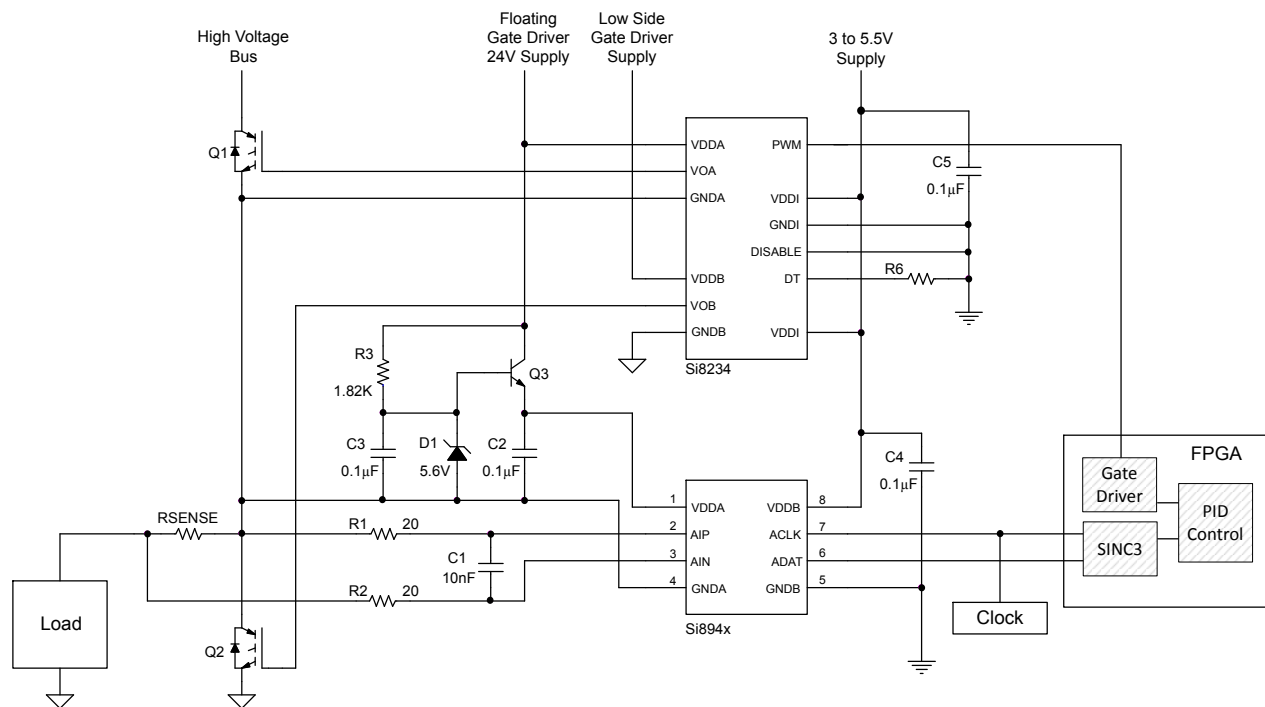 High Voltage
Bus
Floating
Gate Driver
24V Supply
Low Side
Gate Driver
Supply
3 to 5.5V
Supply
Q1
VDDA
VOA
GNDA
VDDB
VOB
GNDB
PWM
VDDI
GNDI
DISABLE
DT
VDDI
Si8234
C5
0.1µF
R6
R3
1.82K
Q3
C3
0.1µF
D1
5.6V
C2
0.1µF
C4
0.1µF
RSENSE
R1 20
C1
10nF
R2 20
Load
Q2
1
2
3
4
VDDA
AIP
AIN
GNDA
VDDB
ACLK
ADAT
GNDB
8
7
6
5
Si894x
Clock
FPGA
Gate
Driver
PID
Control
SINC3